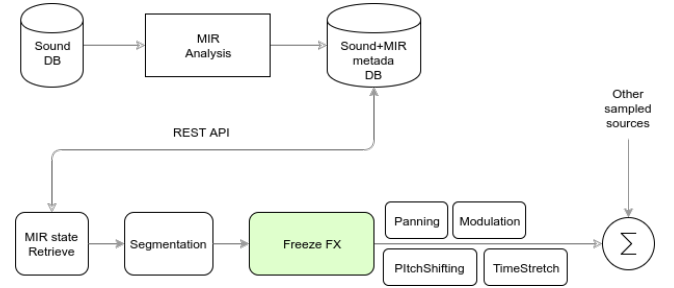 Sound
DB
MIR
Analysis
Sound+MIR
metada
DB
Other
sampled
sources
REST API
MIR state
Retrieve
Segmentation
Freeze FX
Panning
Modulation
PItchShifting
TimeStretch
Σ